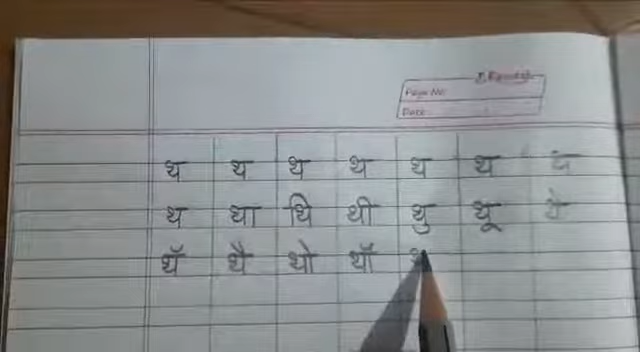 Page No
Date
थ थ थ थ थ थ थ
थ था थि थी थु थू थे
थॅ थै थो थॉ